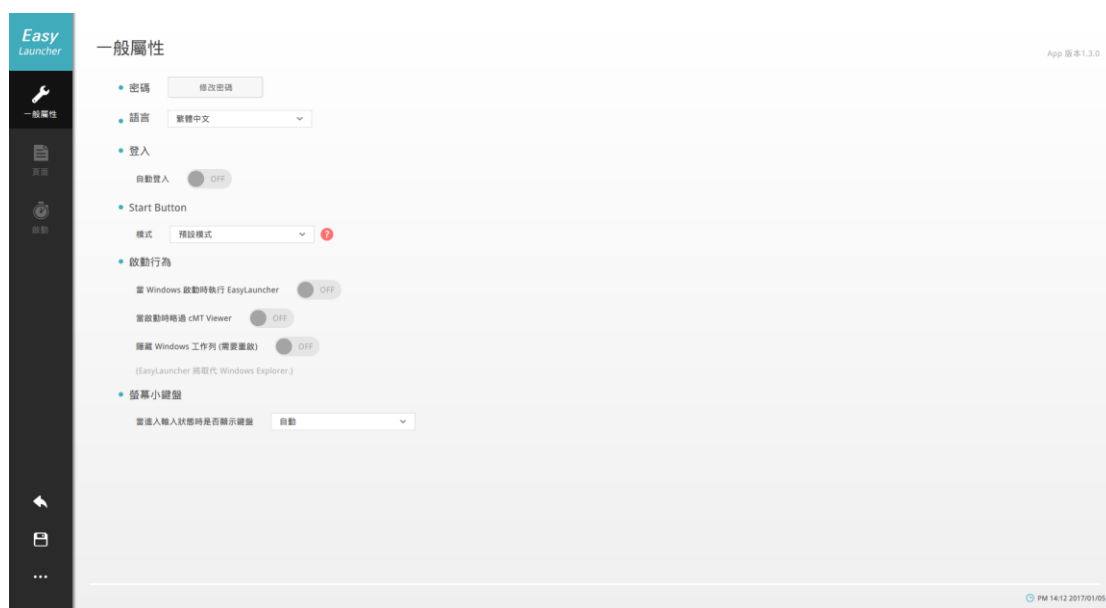 Easy
Launcher
一般屬性
頁面
啟動
一般屬性
App 版本1.3.0
密碼 修改密碼
語言 繁體中文
登入
自動登入 OFF
Start Button
模式 預設模式 ?
啟動行為
當 Windows 啟動時執行 EasyLauncher OFF
當啟動時略過 cMT Viewer OFF
隱藏 Windows 工作列 (需要重啟) OFF
(EasyLauncher 將取代 Windows Explorer.)
螢幕小鍵盤
當進入輸入狀態時是否顯示鍵盤 自動
PM 14:12 2017/01/05